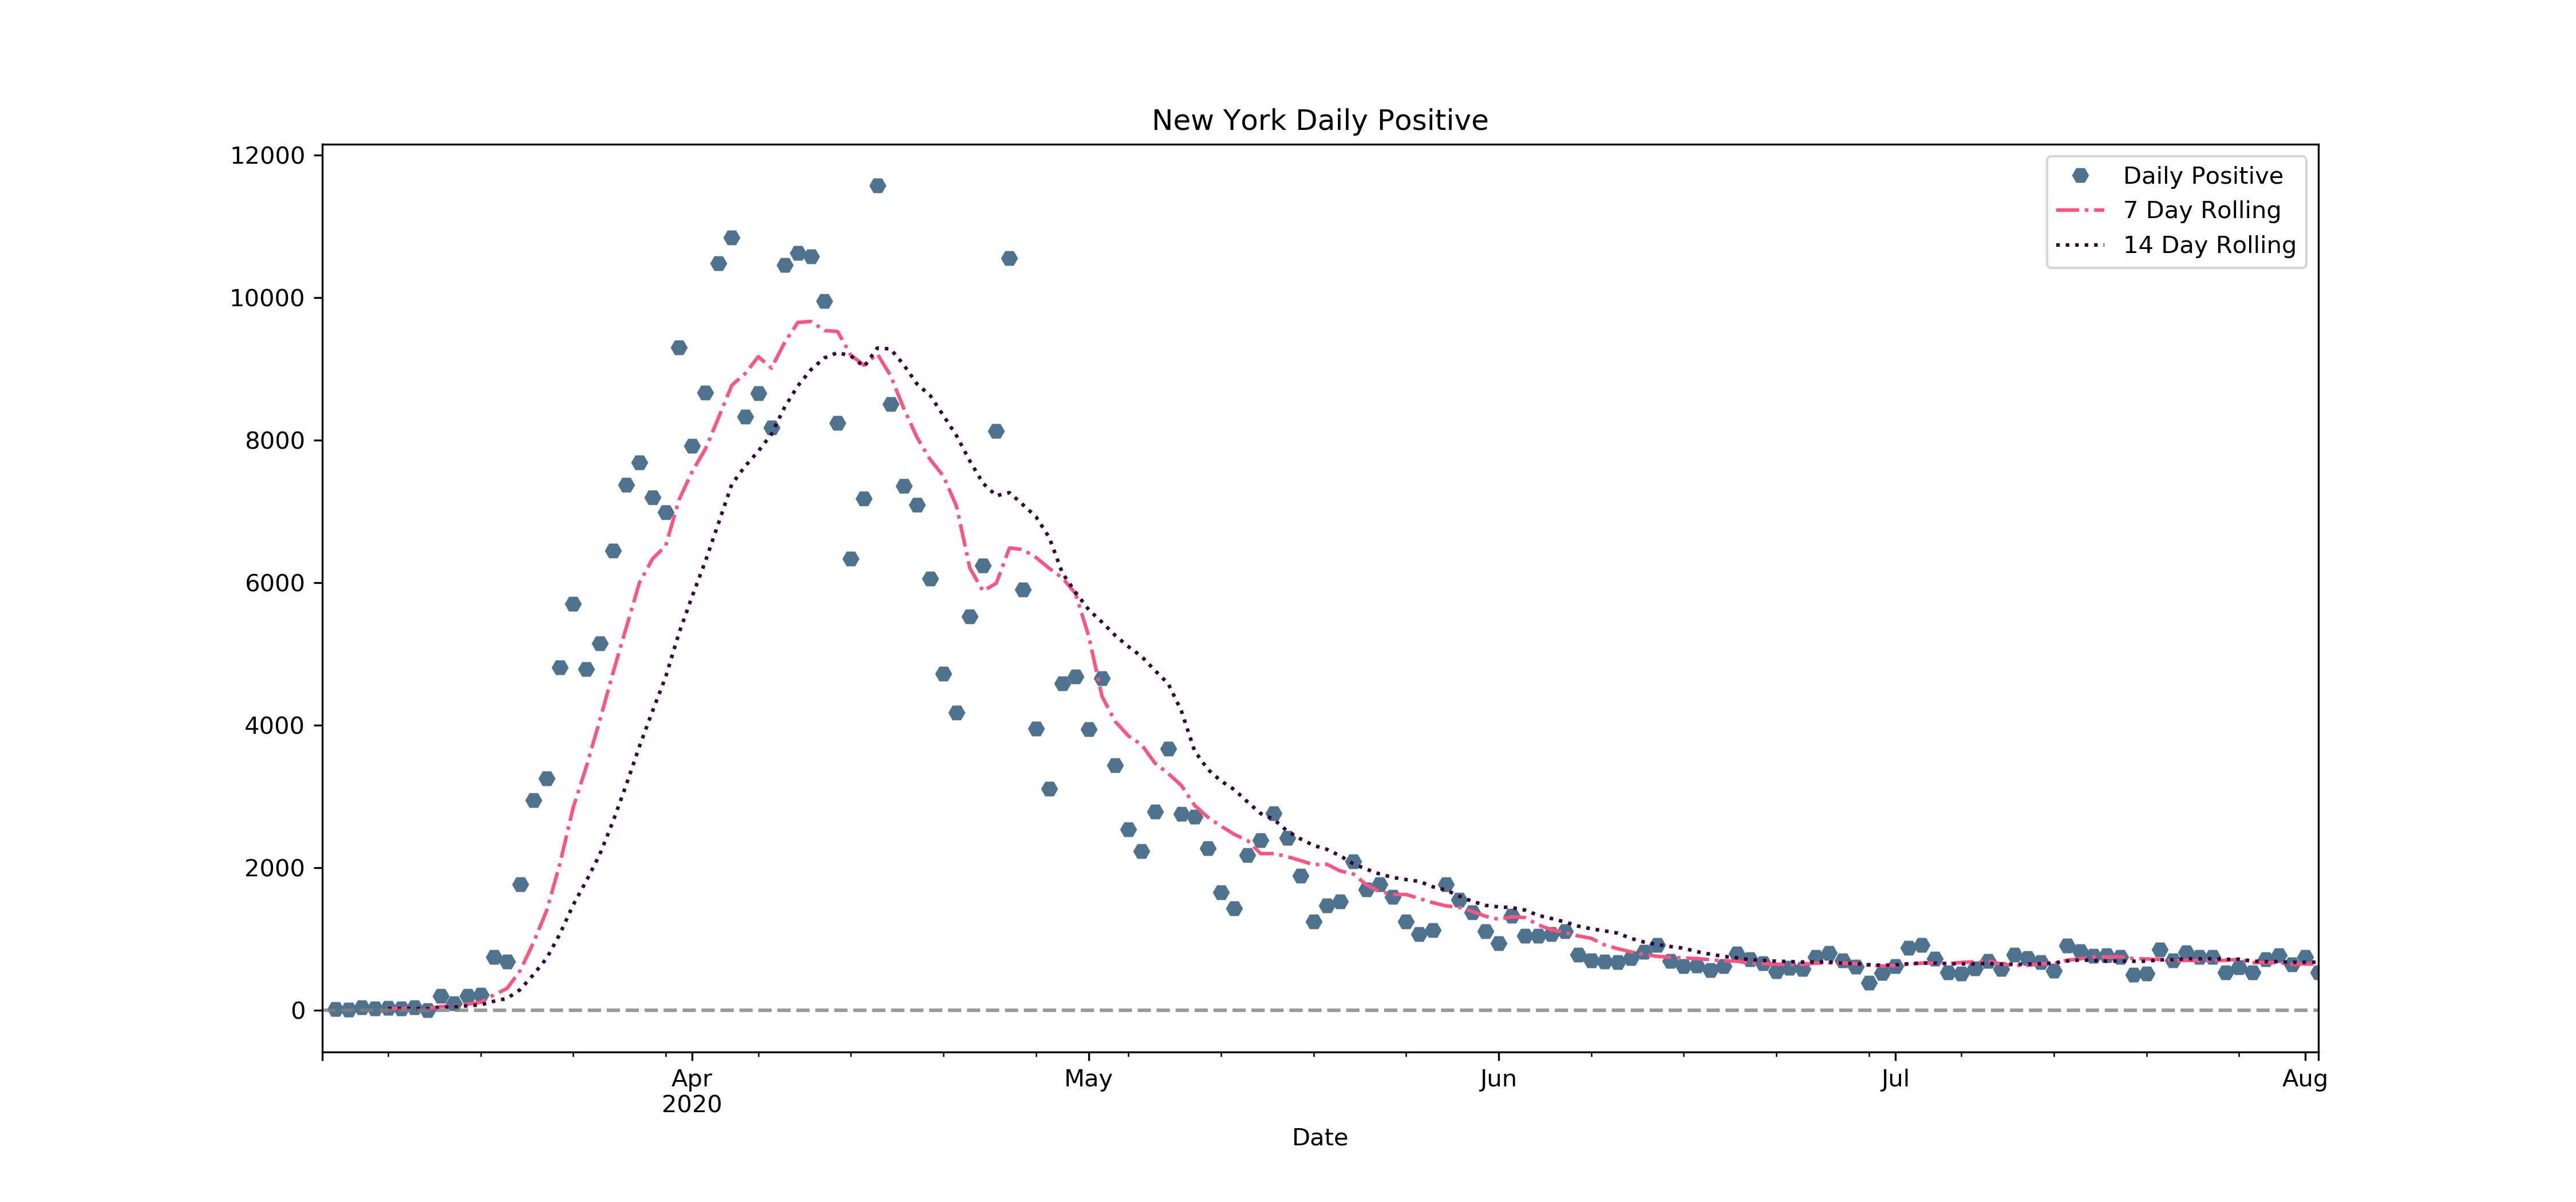 New York Daily Positive
12000
10000
8000
6000
4000
2000
0
Daily Positive
7 Day Rolling
14 Day Rolling
Apr
2020
May
Jun
Jul
Aug
Date